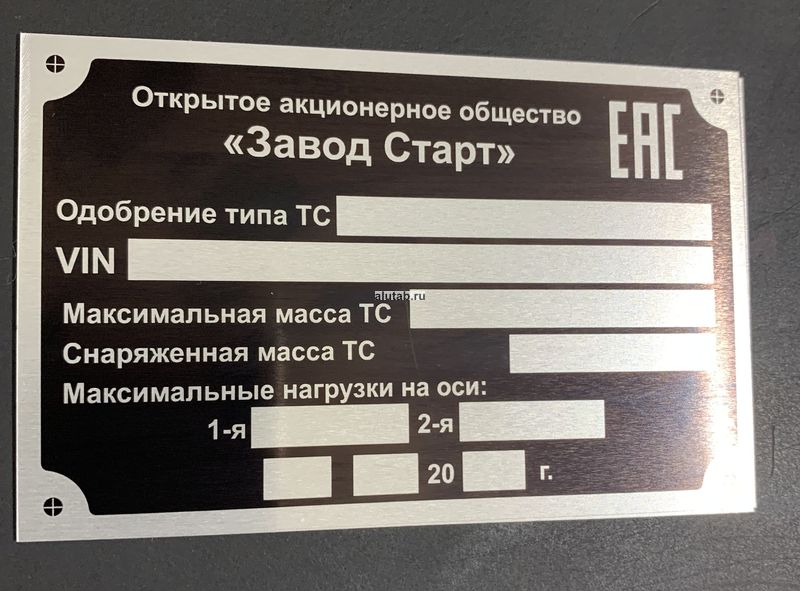 Открытое акционерное общество
«Завод Старт»
ЕАС
Одобрение типа ТС
VIN
alutab.ru
Максимальная масса ТС
Снаряженная масса ТС
Максимальные нагрузки на оси:
1-я 2-я
20 г.